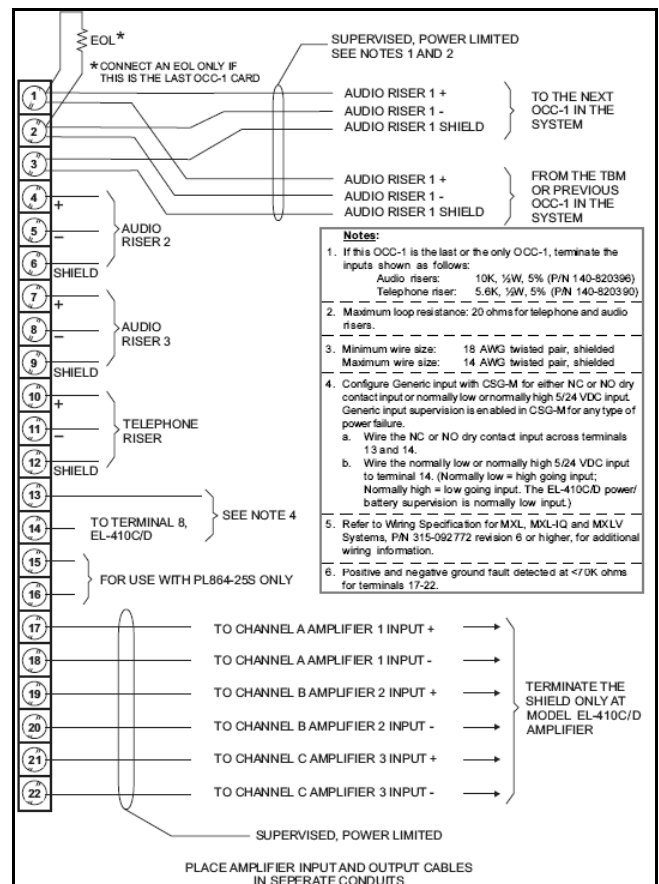 EOL*
* CONNECT AN EOL ONLY IF
THIS IS THE LAST OCC-1 CARD
SUPERVISED, POWER LIMITED
SEE NOTES 1 AND 2
1
2
3
AUDIO RISER 1 +
AUDIO RISER 1 -
AUDIO RISER 1 SHIELD
TO THE NEXT
OCC-1 IN THE
SYSTEM
AUDIO RISER 1 +
AUDIO RISER 1 -
AUDIO RISER 1 SHIELD
FROM THE TBM
OR PREVIOUS
OCC-1 IN THE
SYSTEM
4
+
5
–
6
SHIELD
AUDIO
RISER 2
7
+
8
–
9
SHIELD
AUDIO
RISER 3
10
+
11
–
12
SHIELD
TELEPHONE
RISER
13
14
TO TERMINAL 8,
EL-410C/D
SEE NOTE 4
15
16
FOR USE WITH PL864-25S ONLY
Notes:
1. If this OCC-1 is the last or the only OCC-1, terminate the
inputs shown as follows:
Audio risers: 10K, ½W, 5% (P/N 140-820396)
Telephone riser: 5.6K, ½W, 5% (P/N 140-820390)
2. Maximum loop resistance: 20 ohms for telephone and audio
risers.
3. Minimum wire size: 18 AWG twisted pair, shielded
Maximum wire size: 14 AWG twisted pair, shielded
4. Configure Generic input with CSG-M for either NC or NO dry
contact input or normally low or normally high 5/24 VDC input.
Generic input supervision is enabled in CSG-M for any type of
power failure.
a. Wire the NC or NO dry contact input across terminals
13 and 14.
b. Wire the normally low or normally high 5/24 VDC input
to terminal 14. (Normally low = high going input;
Normally high = low going input. The EL-410C/D power/
battery supervision is normally low input.)
5. Refer to Wiring Specification for MXL, MXL-IQ and MXLV
Systems, P/N 315-092772 revision 6 or higher, for additional
wiring information.
6. Positive and negative ground fault detected at <70K ohms
for terminals 17-22.
17
TO CHANNEL A AMPLIFIER 1 INPUT +
18
TO CHANNEL A AMPLIFIER 1 INPUT -
19
TO CHANNEL B AMPLIFIER 2 INPUT +
20
TO CHANNEL B AMPLIFIER 2 INPUT -
21
TO CHANNEL C AMPLIFIER 3 INPUT +
22
TO CHANNEL C AMPLIFIER 3 INPUT -
TERMINATE THE
SHIELD ONLY AT
MODEL EL-410C/D
AMPLIFIER
SUPERVISED, POWER LIMITED
PLACE AMPLIFIER INPUT AND OUTPUT CABLES
IN SEPERATE CONDUITS